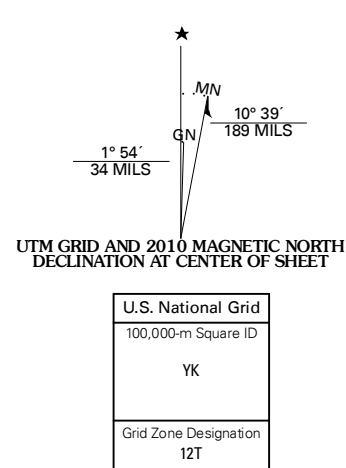 MN
10° 39´
189 MILS
GN
1° 54´
34 MILS
UTM GRID AND 2010 MAGNETIC NORTH
DECLINATION AT CENTER OF SHEET
U.S. National Grid
100,000-m Square ID
YK
Grid Zone Designation
12T